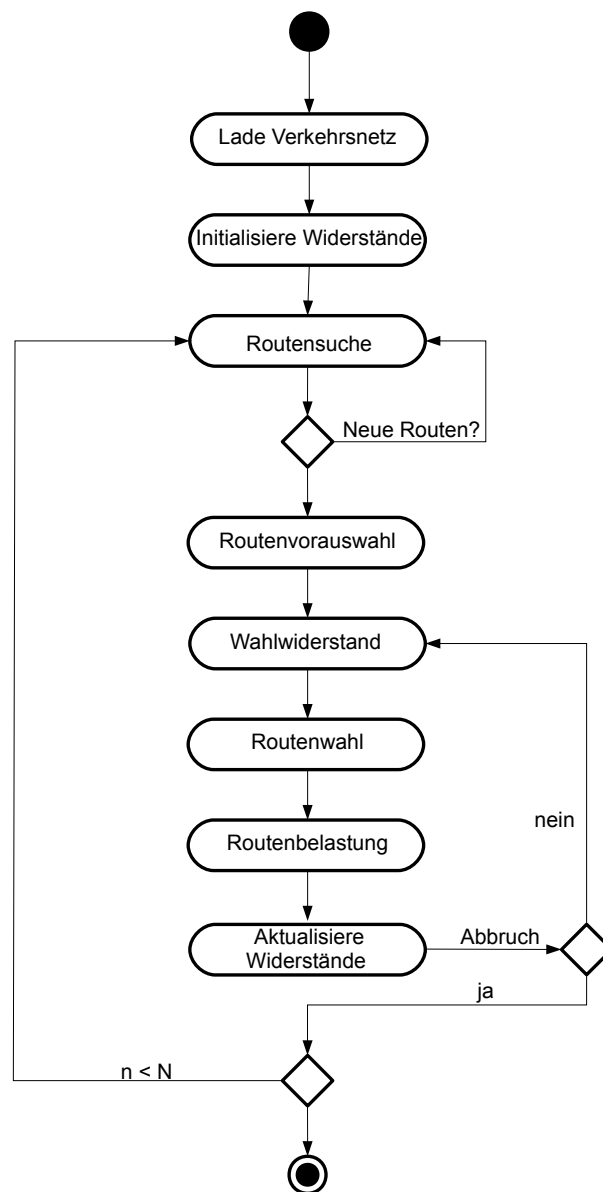 Lade Verkehrsnetz
Initialisiere Widerstände
Routensuche
Neue Routen?
Routenvorauswahl
Wahlwiderstand
Routenwahl
nein
Routenbelastung
Aktualisiere
Widerstände
Abbruch
ja
n < N